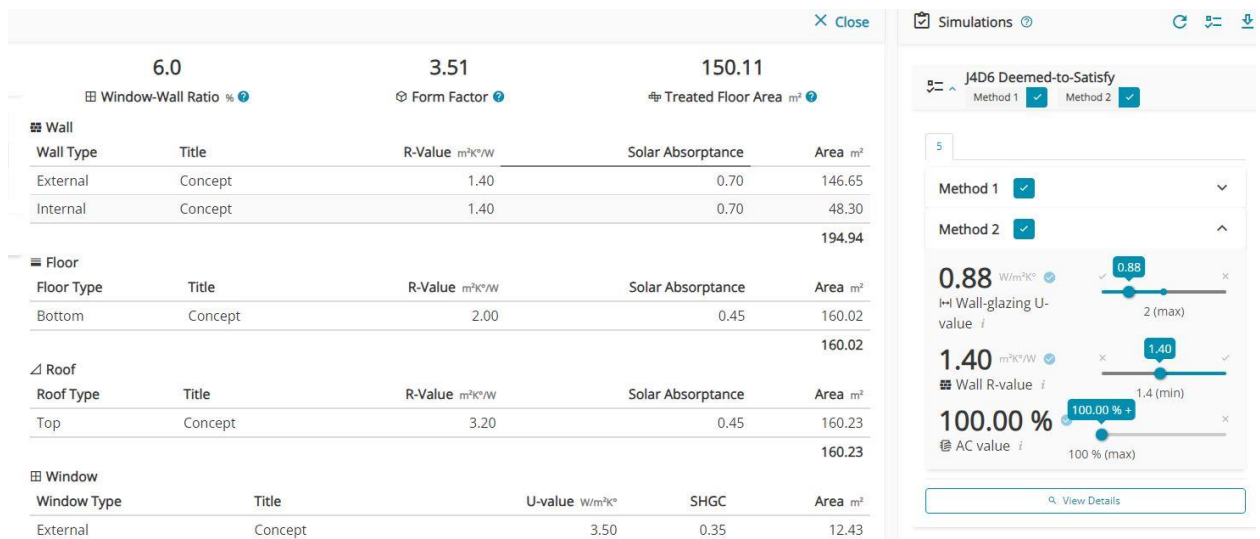 Close
6.0 3.51 150.11
Window-Wall Ratio % Form Factor Treated Floor Area m²
Wall
Wall Type Title R-Value m²K°/W Solar Absorptance Area m²
External Concept 1.40 0.70 146.65
Internal Concept 1.40 0.70 48.30
194.94
Floor
Floor Type Title R-Value m²K°/W Solar Absorptance Area m²
Bottom Concept 2.00 0.45 160.02
160.02
Roof
Roof Type Title R-Value m²K°/W Solar Absorptance Area m²
Top Concept 3.20 0.45 160.23
160.23
Window
Window Type Title U-value W/m²K° SHGC Area m²
External Concept 3.50 0.35 12.43
Simulations
J4D6 Deemed-to-Satisfy
Method 1 Method 2
5
Method 1
Method 2
0.88 W/m²K° 0.88
Wall-glazing U-value i
2 (max)
1.40 m²K°/W 1.40
Wall R-value i
1.4 (min)
100.00 % 100.00 % +
AC value i
100 % (max)
View Details